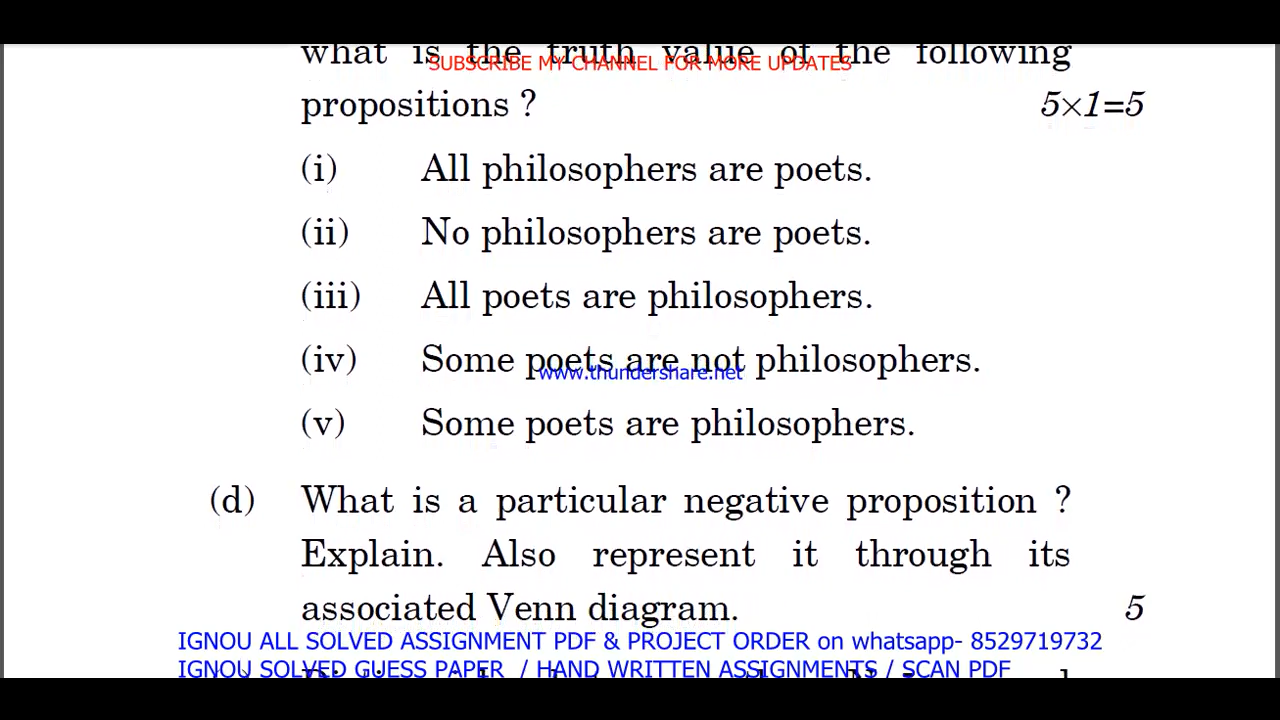 what is the truth value of the following
SUBSCRIBE MY CHANNEL FOR MORE UPDATES
propositions ? 5×1=5
(i) All philosophers are poets.
(ii) No philosophers are poets.
(iii) All poets are philosophers.
(iv) Some poets are not philosophers.
www.thundershare.net
(v) Some poets are philosophers.
(d) What is a particular negative proposition ?
Explain. Also represent it through its
associated Venn diagram. 5
IGNOU ALL SOLVED ASSIGNMENT PDF & PROJECT ORDER on whatsapp- 8529719732
IGNOU SOLVED GUESS PAPER / HAND WRITTEN ASSIGNMENTS / SCAN PDF